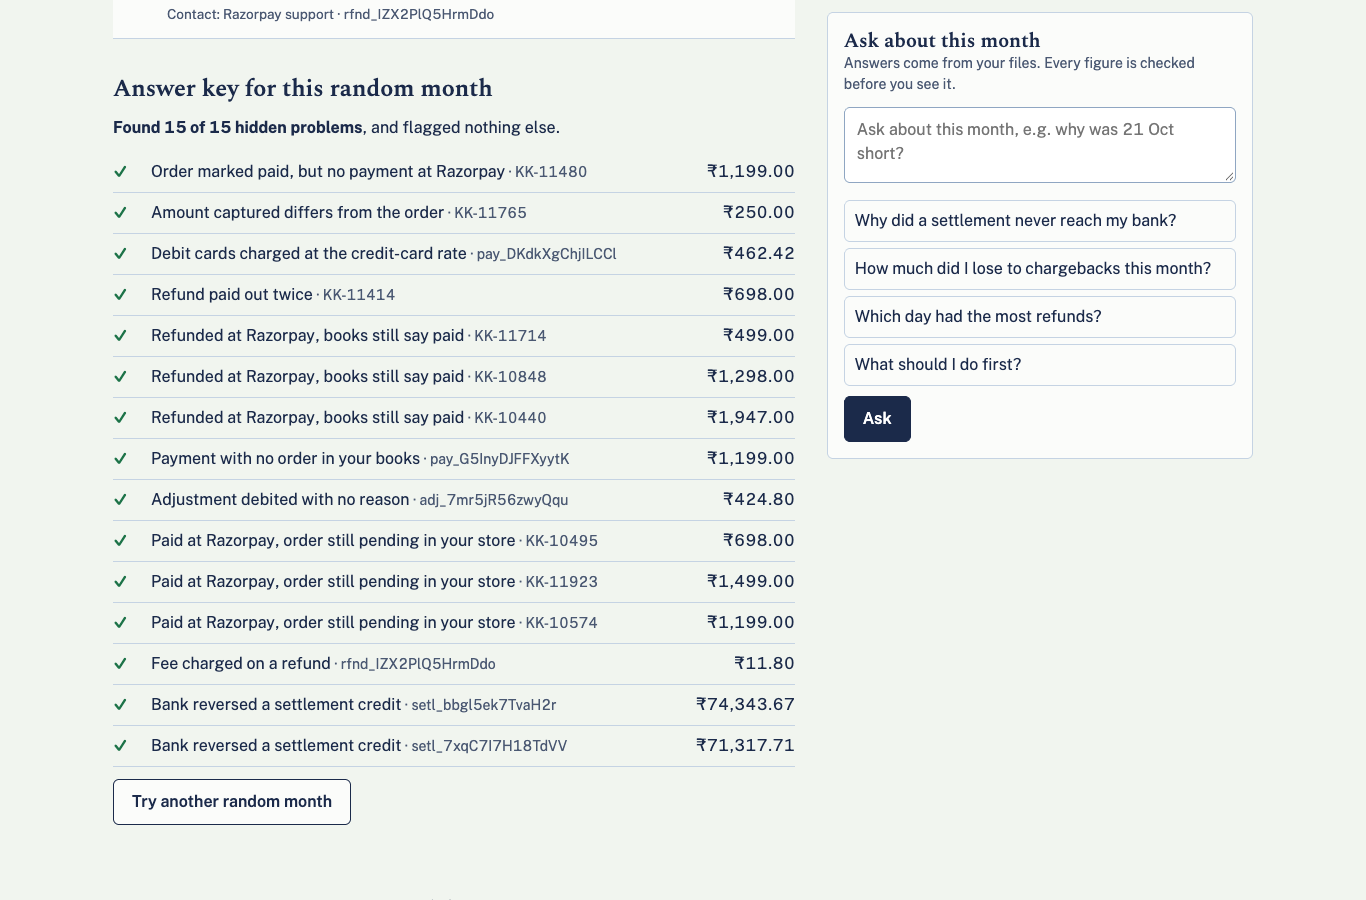 Contact: Razorpay support · rfnd_IZX2PlQ5HrmDdo
Answer key for this random month
Found 15 of 15 hidden problems, and flagged nothing else.
Order marked paid, but no payment at Razorpay · KK-11480 ₹1,199.00
Amount captured differs from the order · KK-11765 ₹250.00
Debit cards charged at the credit-card rate · pay_DKdkXgChjILCCl ₹462.42
Refund paid out twice · KK-11414 ₹698.00
Refunded at Razorpay, books still say paid · KK-11714 ₹499.00
Refunded at Razorpay, books still say paid · KK-10848 ₹1,298.00
Refunded at Razorpay, books still say paid · KK-10440 ₹1,947.00
Payment with no order in your books · pay_G5InyDJFFXyytK ₹1,199.00
Adjustment debited with no reason · adj_7mr5jR56zwyQqu ₹424.80
Paid at Razorpay, order still pending in your store · KK-10495 ₹698.00
Paid at Razorpay, order still pending in your store · KK-11923 ₹1,499.00
Paid at Razorpay, order still pending in your store · KK-10574 ₹1,199.00
Fee charged on a refund · rfnd_IZX2PlQ5HrmDdo ₹11.80
Bank reversed a settlement credit · setl_bbgl5ek7TvaH2r ₹74,343.67
Bank reversed a settlement credit · setl_7xqC7I7H18TdVV ₹71,317.71
Try another random month
Ask about this month
Answers come from your files. Every figure is checked
before you see it.
Ask about this month, e.g. why was 21 Oct
short?
Why did a settlement never reach my bank?
How much did I lose to chargebacks this month?
Which day had the most refunds?
What should I do first?
Ask